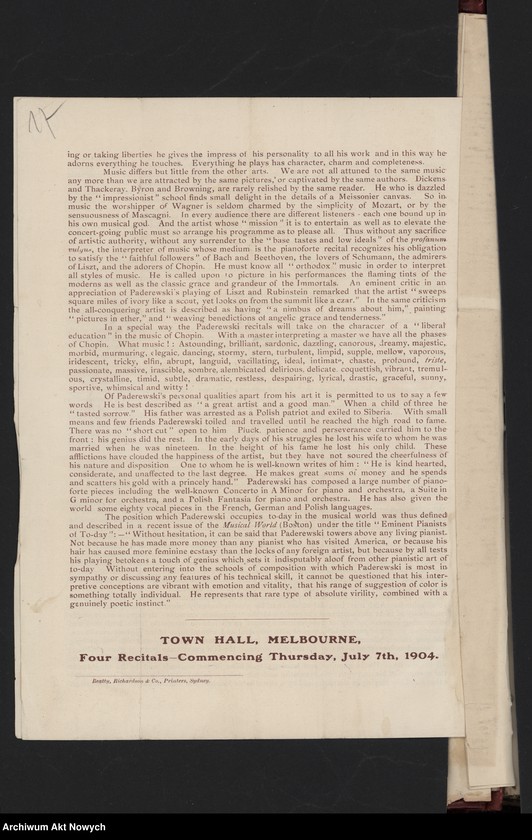 17
ing or taking liberties he gives the impress of his personality to all his work and in this way he
adorns everything he touches. Everything he plays has character, charm and completeness.
Music differs but little from the other arts. We are not all attuned to the same music
any more than we are attracted by the same pictures, or captivated by the same authors. Dickens
and Thackeray, Byron and Browning, are rarely relished by the same reader. He who is dazzled
by the "impressionist" school finds small delight in the details of a Meissonier canvas. So in
music the worshipper of Wagner is seldom charmed by the simplicity of Mozart, or by the
sensuousness of Mascagni. In every audience there are different listeners - each one bound up in
his own musical god. And the artist whose "mission" it is to entertain as well as to elevate the
concert-going public must so arrange his programme as to please all. Thus without any sacrifice
of artistic authority, without any surrender to the "base tastes and low ideals" of the profanum
vulgus, the interpreter of music whose medium is the pianoforte recital recognizes his obligation
to satisfy the "faithful followers" of Bach and Beethoven, the lovers of Schumann, the admirers
of Liszt, and the adorers of Chopin. He must know all "orthodox" music in order to interpret
all styles of music. He is called upon to picture in his performances the flaming tints of the
moderns as well as the classic grace and grandeur of the Immortals. An eminent critic in an
appreciation of Paderewski's playing of Liszt and Rubinstein remarked that the artist "sweeps
square miles of ivory like a scout, yet looks on from the summit like a czar." In the same criticism
the all-conquering artist is described as having "a nimbus of dreams about him," painting
"pictures in ether," and "weaving benedictions of angelic grace and tenderness."
In a special way the Paderewski recitals will take on the character of a "liberal
education" in the music of Chopin. With a master interpreting a master we have all the phases
of Chopin. What music! : Astounding, brilliant, sardonic, dazzling, canorous, dreamy, majestic,
morbid, murmuring, elegaic, dancing, stormy, stern, turbulent, limpid, supple, mellow, vaporous,
iridescent, tricky, elfin, abrupt, languid, vacillating, ideal, intimate, chaste, profound, triste,
passionate, massive, irascible, sombre, alembicated delirious, delicate, coquettish, vibrant, tremul-
ous, crystalline, timid, subtle, dramatic, restless, despairing, lyrical, drastic, graceful, sunny,
sportive, whimsical and witty!
Of Paderewski's personal qualities apart from his art it is permitted to us to say a few
words He is best described as "a great artist and a good man." When a child of three he
"tasted sorrow." His father was arrested as a Polish patriot and exiled to Siberia. With small
means and few friends Paderewski toiled and travelled until he reached the high road to fame.
There was no "short cut" open to him Pluck, patience and perseverance carried him to the
front: his genius did the rest. In the early days of his struggles he lost his wife to whom he was
married when he was nineteen. In the height of his fame he lost his only child. These
afflictions have clouded the happiness of the artist, but they have not soured the cheerfulness of
his nature and disposition One to whom he is well-known writes of him: "He is kind hearted,
considerate, and unaffected to the last degree. He makes great sums of money and he spends
and scatters his gold with a princely hand." Paderewski has composed a large number of piano-
forte pieces including the well-known Concerto in A Minor for piano and orchestra, a Suite in
G minor for orchestra, and a Polish Fantasia for piano and orchestra. He has also given the
world some eighty vocal pieces in the French, German and Polish languages.
The position which Paderewski occupies to-day in the musical world was thus defined
and described in a recent issue of the Musical World (Boston) under the title "Eminent Pianists
of To-day":—"Without hesitation, it can be said that Paderewski towers above any living pianist.
Not because he has made more money than any pianist who has visited America, or because his
hair has caused more feminine ecstasy than the locks of any foreign artist, but because by all tests
his playing betokens a touch of genius which sets it indisputably aloof from other pianistic art of
to-day Without entering into the schools of composition with which Paderewski is most in
sympathy or discussing any features of his technical skill, it cannot be questioned that his inter-
pretive conceptions are vibrant with emotion and vitality, that his range of suggestion of color is
something totally individual. He represents that rare type of absolute virility, combined with a
genuinely poetic instinct."
TOWN HALL, MELBOURNE,
Four Recitals—Commencing Thursday, July 7th, 1904.
Beatty, Richardson & Co., Printers, Sydney.
Archiwum Akt Nowych